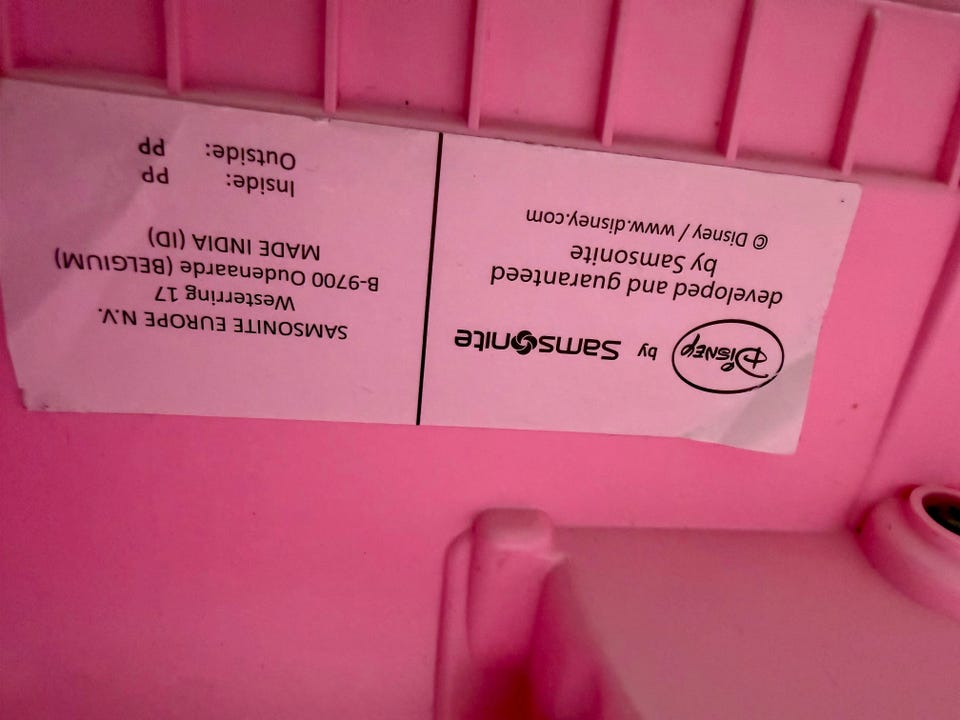 Disney by Samsonite
developed and guaranteed
by Samsonite
© Disney / www.disney.com
SAMSONITE EUROPE N.V.
Westerring 17
B-9700 Oudenaarde (BELGIUM)
MADE INDIA (ID)
Inside: PP
Outside: PP